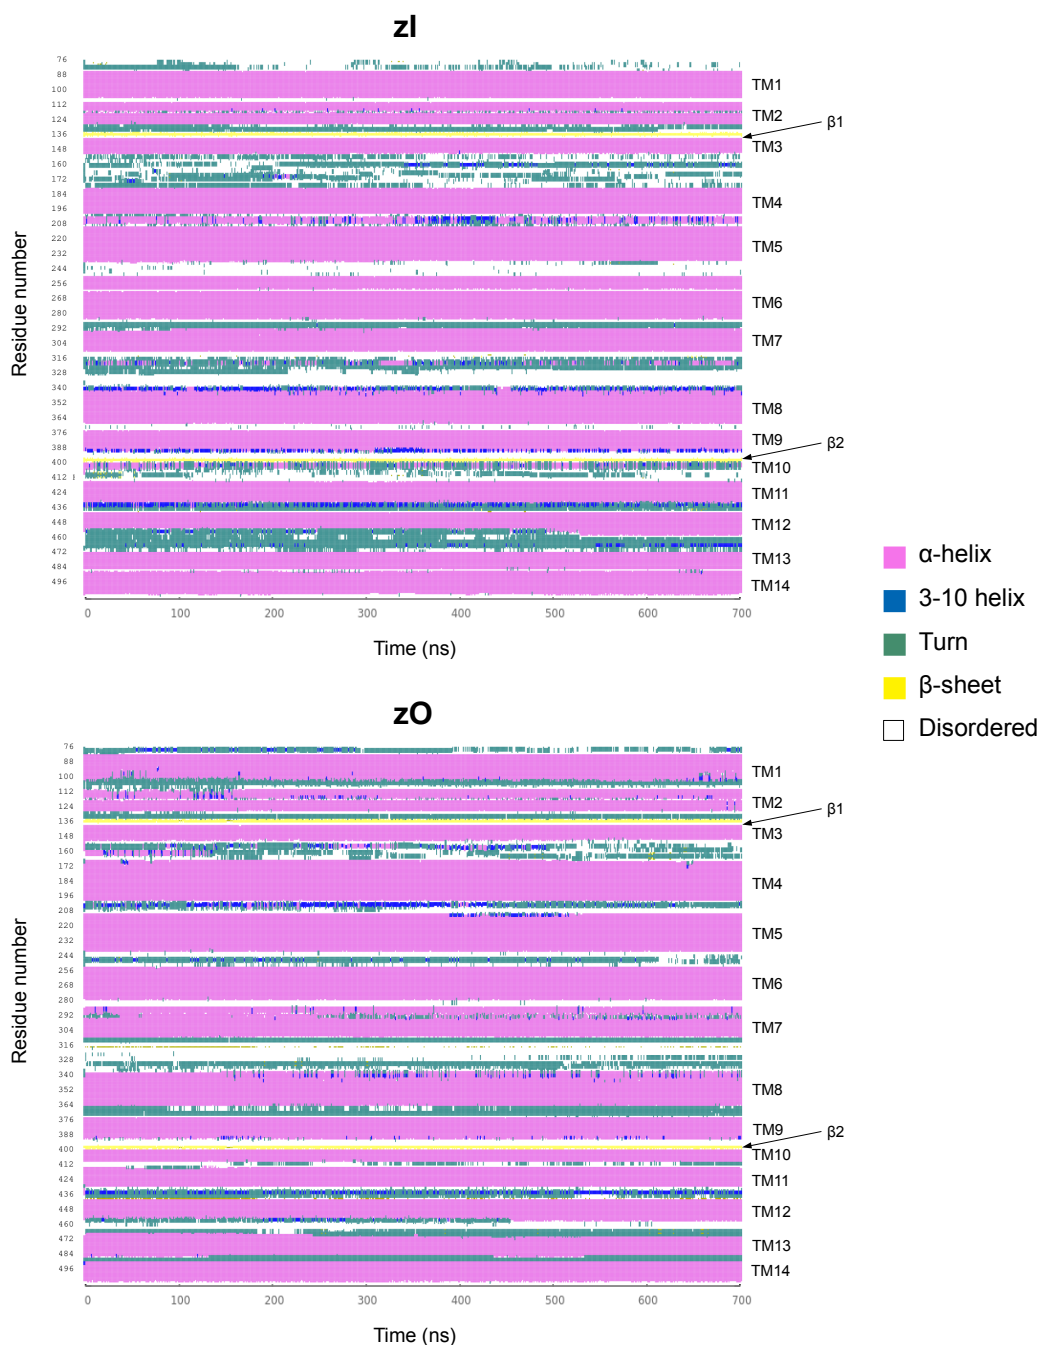 zI
Residue number
76
88
100
112
124
136
148
160
172
184
196
208
220
232
244
256
268
280
292
304
316
328
340
352
364
376
388
400
412
424
436
448
460
472
484
496
TM1
TM2
β1
TM3
TM4
TM5
TM6
TM7
TM8
TM9
β2
TM10
TM11
TM12
TM13
TM14
0 100 200 300 400 500 600 700
Time (ns)
α-helix
3-10 helix
Turn
β-sheet
Disordered
zO
Residue number
76
88
100
112
124
136
148
160
172
184
196
208
220
232
244
256
268
280
292
304
316
328
340
352
364
376
388
400
412
424
436
448
460
472
484
496
TM1
TM2
β1
TM3
TM4
TM5
TM6
TM7
TM8
TM9
β2
TM10
TM11
TM12
TM13
TM14
0 100 200 300 400 500 600 700
Time (ns)